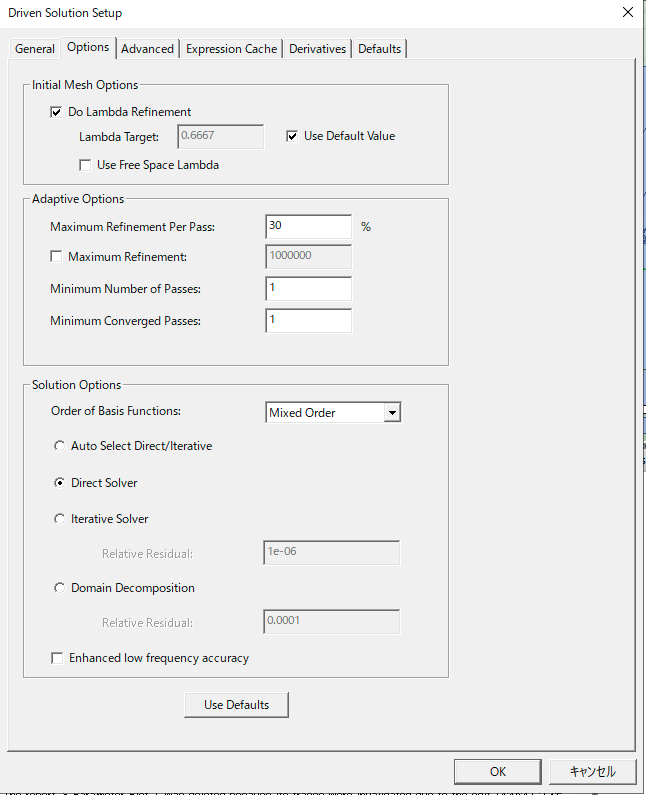 Driven Solution Setup
General Options Advanced Expression Cache Derivatives Defaults
Initial Mesh Options
Do Lambda Refinement
Lambda Target: 0.6667 Use Default Value
Use Free Space Lambda
Adaptive Options
Maximum Refinement Per Pass: 30 %
Maximum Refinement: 1000000
Minimum Number of Passes: 1
Minimum Converged Passes: 1
Solution Options
Order of Basis Functions: Mixed Order
Auto Select Direct/Iterative
Direct Solver
Iterative Solver
Relative Residual: 1e-06
Domain Decomposition
Relative Residual: 0.0001
Enhanced low frequency accuracy
Use Defaults
OK キャンセル